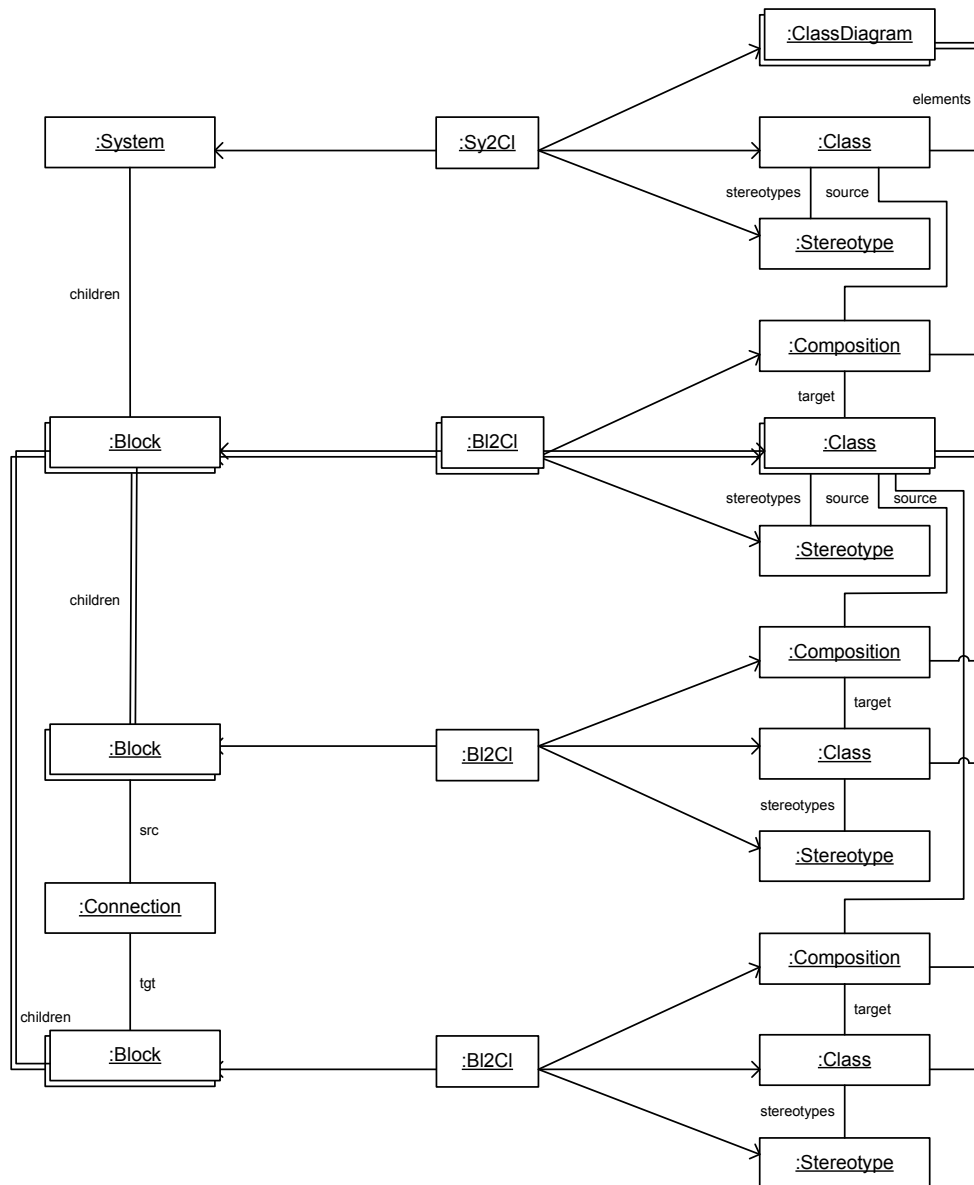 :ClassDiagram
elements
:System
:Sy2Cl
:Class
stereotypes
source
:Stereotype
children
:Composition
target
:Block
:Bl2Cl
:Class
stereotypes
source
source
:Stereotype
children
:Composition
target
:Block
:Bl2Cl
:Class
stereotypes
src
:Stereotype
:Connection
:Composition
tgt
target
children
:Block
:Bl2Cl
:Class
stereotypes
:Stereotype